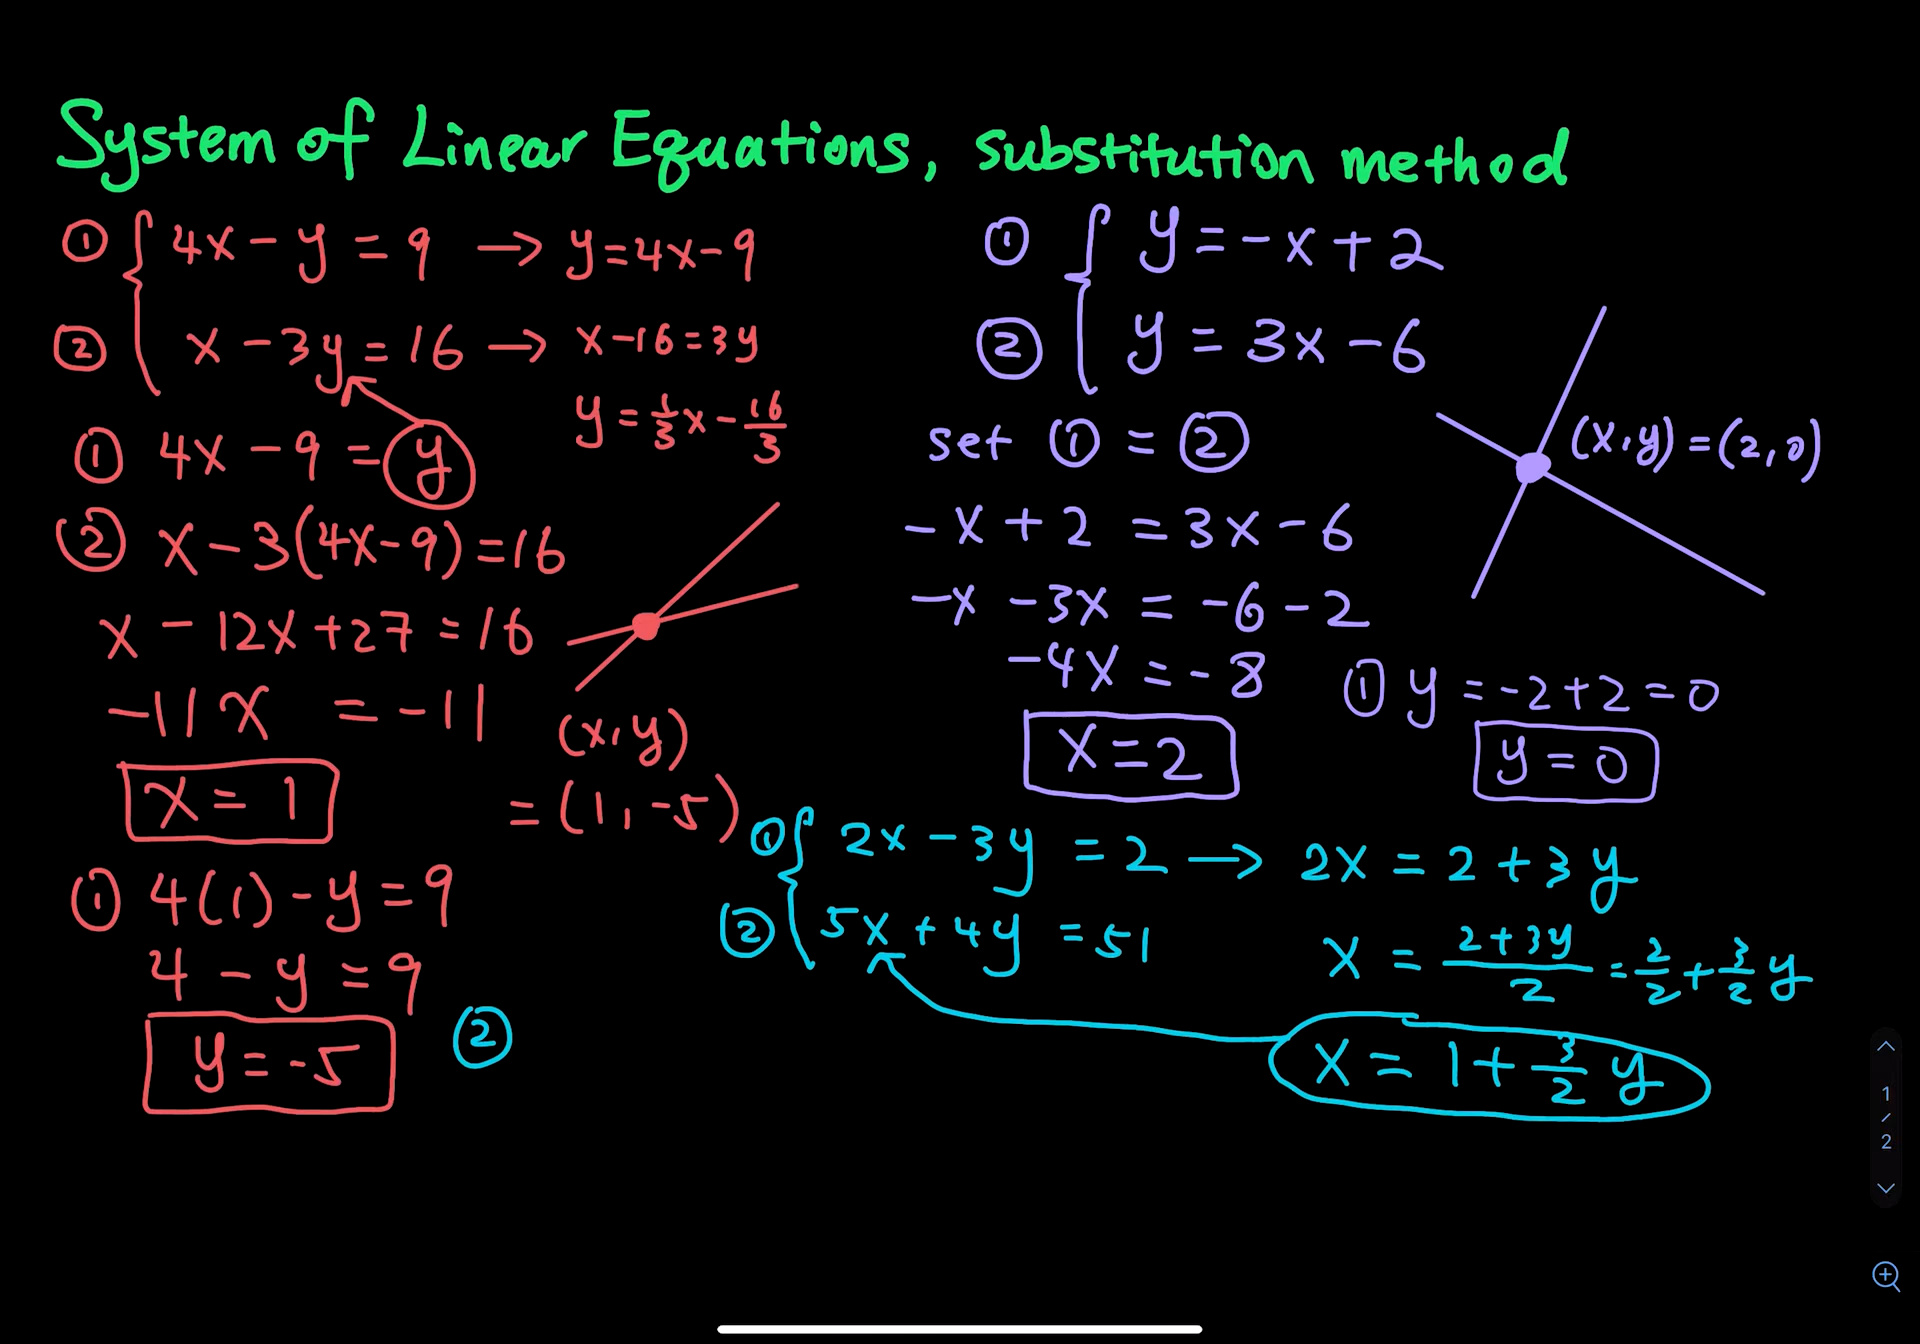 System of Linear Equations, substitution method
① 4x - y = 9 → y = 4x - 9
② x - 3y = 16 → x - 16 = 3y
y = 1/3 x - 16/3
① 4x - 9 = y
② x - 3(4x - 9) = 16
x - 12x + 27 = 16
-11x = -11
x = 1
(x, y)
= (1, -5)
① 4(1) - y = 9
4 - y = 9
y = -5
① y = -x + 2
② y = 3x - 6
set ① = ②
(x, y) = (2, 0)
-x + 2 = 3x - 6
-x - 3x = -6 - 2
-4x = -8
x = 2
① y = -2 + 2 = 0
y = 0
① 2x - 3y = 2 → 2x = 2 + 3y
② 5x + 4y = 51
x = (2 + 3y)/2 = 2/2 + 3/2 y
x = 1 + 3/2 y
②
1
/
2